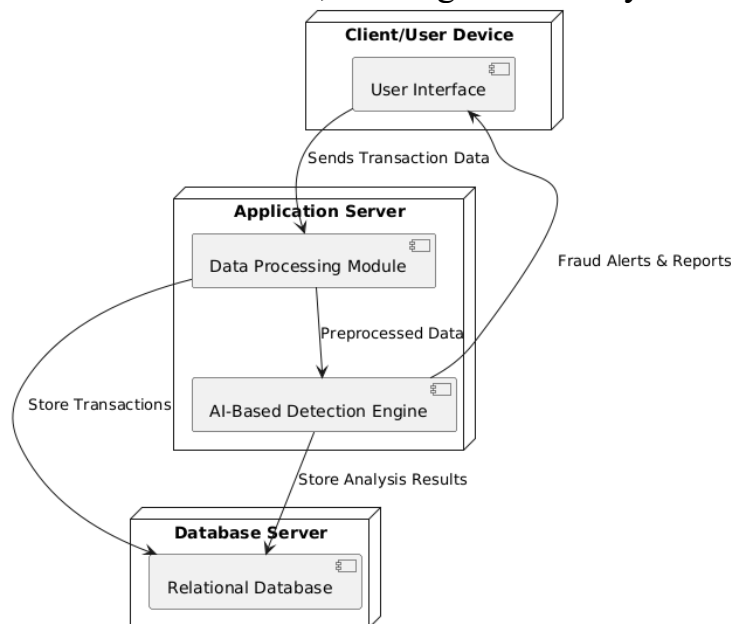 Client/User Device
User Interface
Sends Transaction Data
Application Server
Data Processing Module
Fraud Alerts & Reports
Preprocessed Data
Store Transactions
AI-Based Detection Engine
Store Analysis Results
Database Server
Relational Database